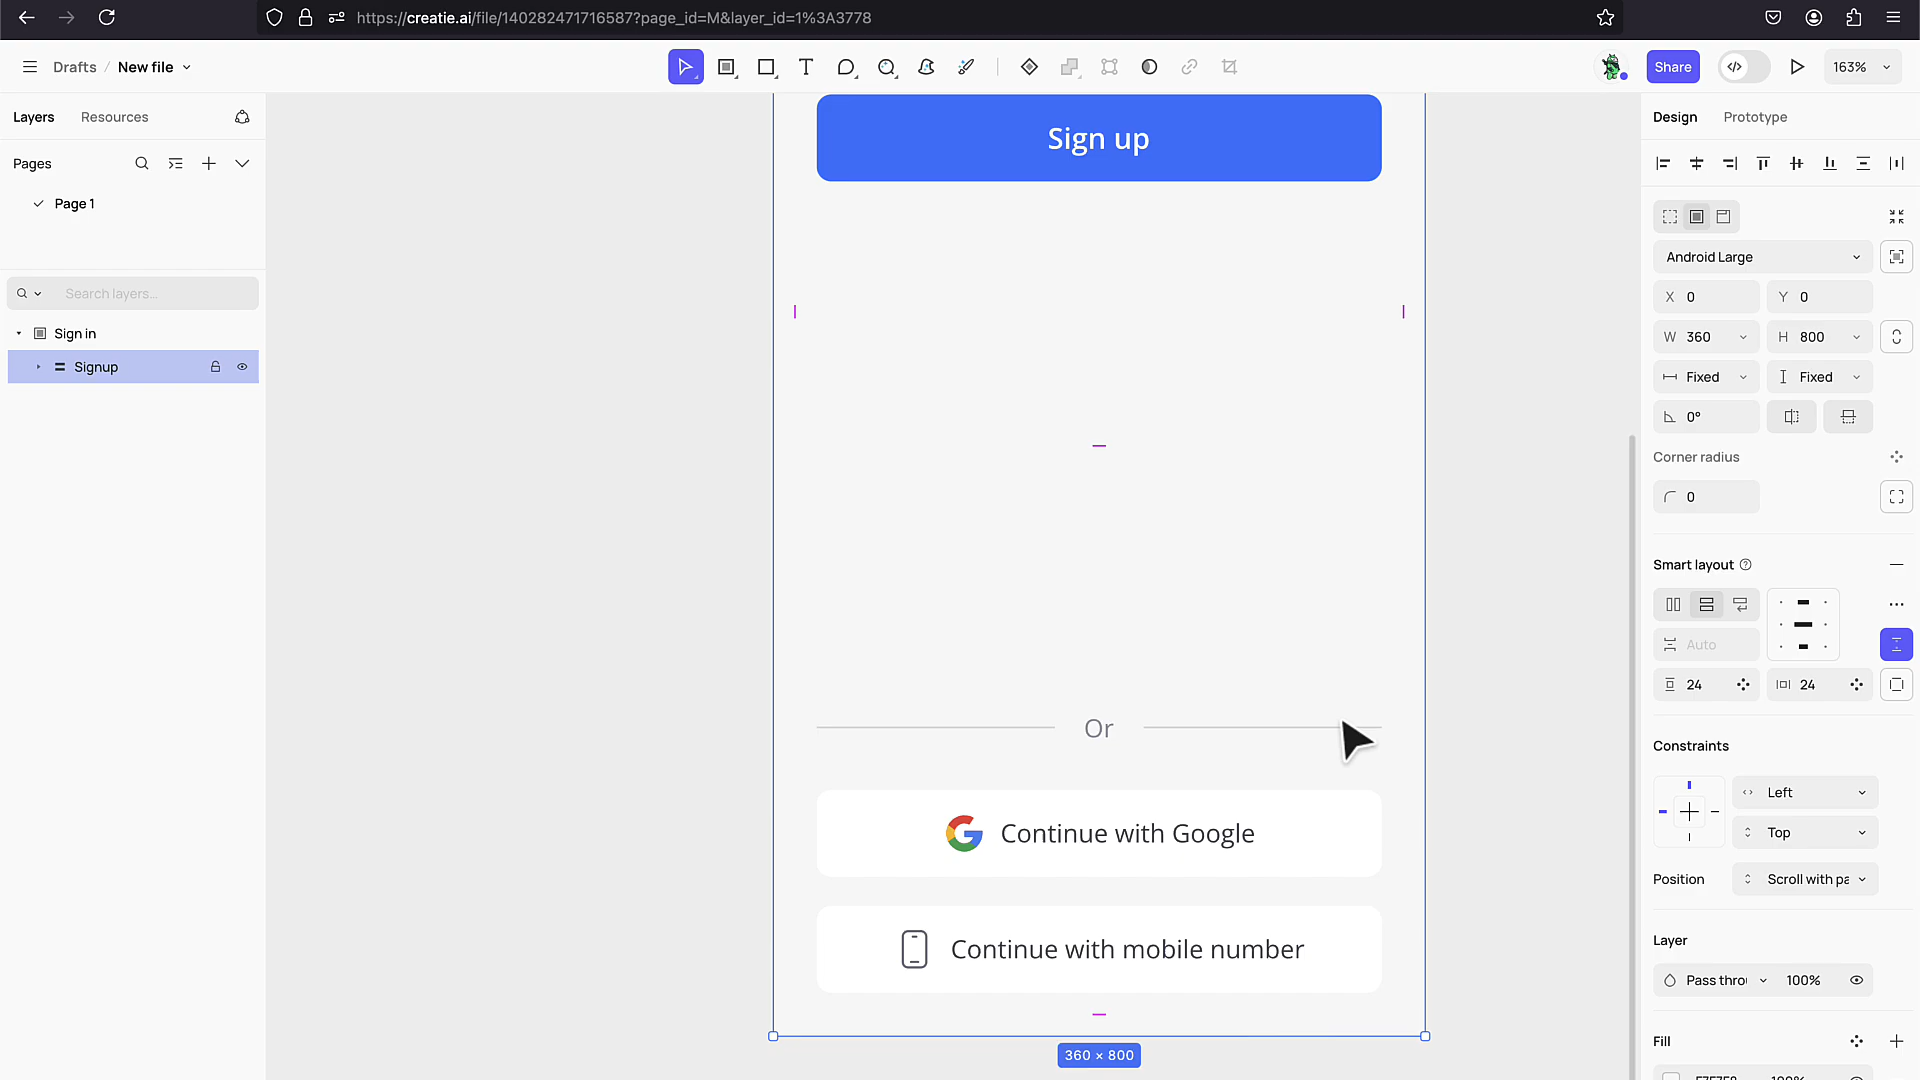 https://creatie.ai/file/140282471716587?page_id=M&layer_id=1%3A3778
Drafts / New file
Share
163%
Layers
Resources
Design
Prototype
Pages
Page 1
Search layers...
Sign in
Signup
Sign up
Or
Continue with Google
Continue with mobile number
360 × 800
Android Large
X 0
Y 0
W 360
H 800
Fixed
Fixed
0°
Corner radius
0
Smart layout
Auto
24
24
Constraints
Left
Top
Position
Scroll with pa
Layer
Pass throu
100%
Fill